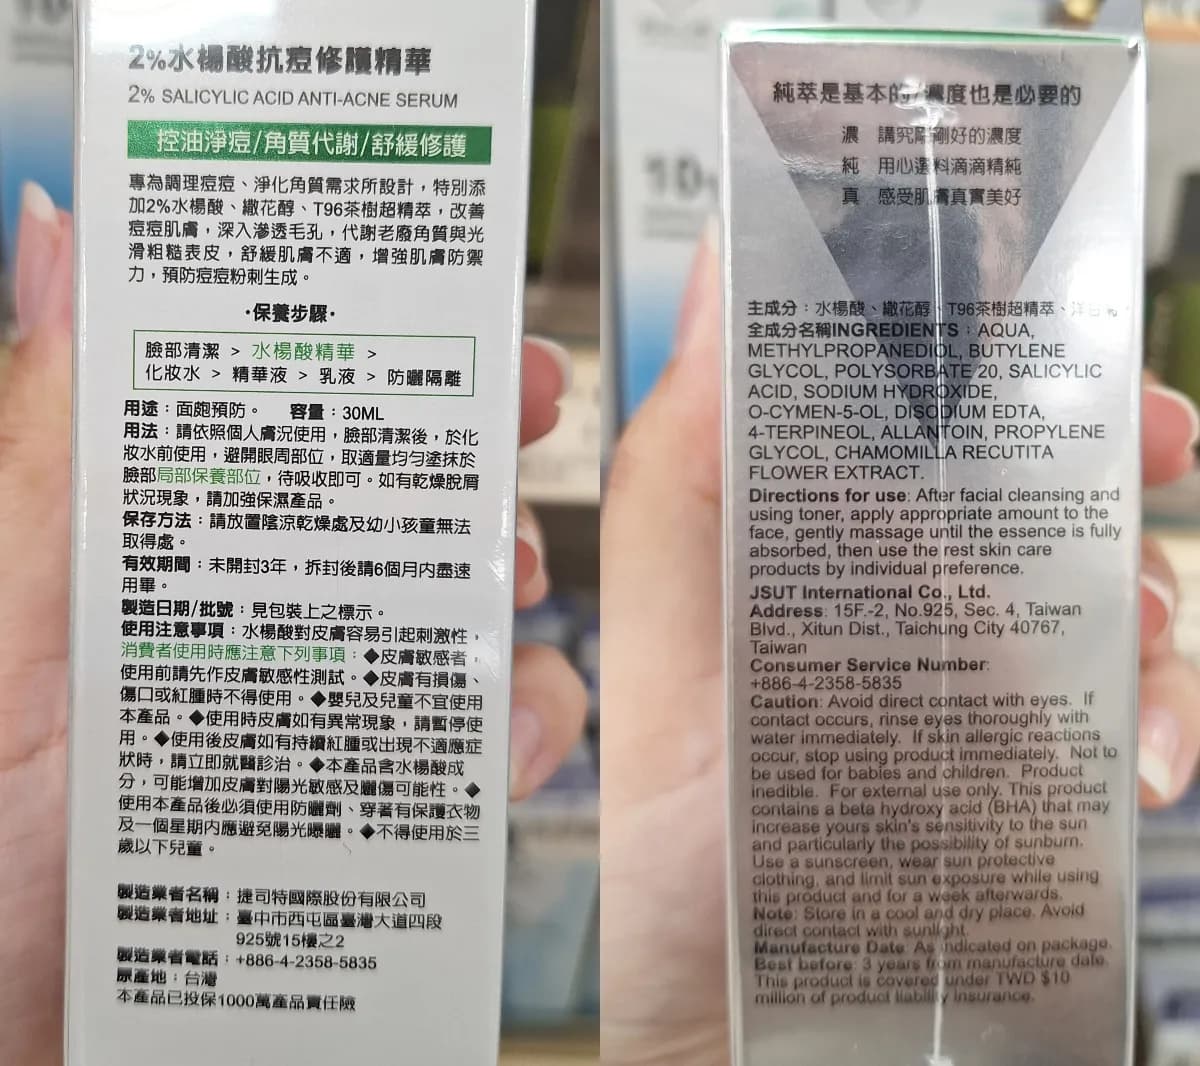 2%水楊酸抗痘修護精華
2% SALICYLIC ACID ANTI-ACNE SERUM
控油淨痘/角質代謝/舒緩修護
專為調理痘痘、淨化角質需求所設計，特別添
加2%水楊酸、繖花醇、T96茶樹超精萃，改善
痘痘肌膚，深入滲透毛孔，代謝老廢角質與光
滑粗糙表皮，舒緩肌膚不適，增強肌膚防禦
力，預防痘痘粉刺生成。
·保養步驟·
臉部清潔 > 水楊酸精華 >
化妝水 > 精華液 > 乳液 > 防曬隔離
用途：面皰預防。 容量：30ML
用法：請依照個人膚況使用，臉部清潔後，於化
妝水前使用，避開眼周部位，取適量均勻塗抹於
臉部局部保養部位，待吸收即可。如有乾燥脫屑
狀況現象，請加強保濕產品。
保存方法：請放置陰涼乾燥處及幼小孩童無法
取得處。
有效期間：未開封3年，拆封後請6個月内盡速
用畢。
製造日期/批號：見包裝上之標示。
使用注意事項：水楊酸對皮膚容易引起刺激性，
消費者使用時應注意下列事項：◆皮膚敏感者，
使用前請先作皮膚敏感性測試。◆皮膚有損傷、
傷口或紅腫時不得使用。◆嬰兒及兒童不宜使用
本產品。◆使用時皮膚如有異常現象，請暫停使
用。◆使用後皮膚如有持續紅腫或出現不適應症
狀時，請立即就醫診治。◆本產品含水楊酸成
分，可能增加皮膚對陽光敏感及曬傷可能性。◆
使用本產品後必須使用防曬劑、穿著有保護衣物
及一個星期内應避免陽光曝曬。◆不得使用於三
歲以下兒童。
製造業者名稱：捷司特國際股份有限公司
製造業者地址：臺中市西屯區臺灣大道四段
925號15樓之2
製造業者電話：+886-4-2358-5835
原產地：台灣
本產品已投保1000萬產品責任險
純萃是基本的/濃度也是必要的
濃 講究剛剛好的濃度
純 用心選料滴滴精純
真 感受肌膚真實美好
主成分：水楊酸、繖花醇、T96茶樹超精萃、洋甘菊。
全成分名稱INGREDIENTS：AQUA,
METHYLPROPANEDIOL, BUTYLENE
GLYCOL, POLYSORBATE 20, SALICYLIC
ACID, SODIUM HYDROXIDE,
O-CYMEN-5-OL, DISODIUM EDTA,
4-TERPINEOL, ALLANTOIN, PROPYLENE
GLYCOL, CHAMOMILLA RECUTITA
FLOWER EXTRACT.
Directions for use: After facial cleansing and
using toner, apply appropriate amount to the
face, gently massage until the essence is fully
absorbed, then use the rest skin care
products by individual preference.
JSUT International Co., Ltd.
Address: 15F.-2, No.925, Sec. 4, Taiwan
Blvd., Xitun Dist., Taichung City 40767,
Taiwan
Consumer Service Number:
+886-4-2358-5835
Caution: Avoid direct contact with eyes. If
contact occurs, rinse eyes thoroughly with
water immediately. If skin allergic reactions
occur, stop using product immediately. Not to
be used for babies and children. Product
inedible. For external use only. This product
contains a beta hydroxy acid (BHA) that may
increase yours skin's sensitivity to the sun
and particularly the possibility of sunburn.
Use a sunscreen, wear sun protective
clothing, and limit sun exposure while using
this product and for a week afterwards.
Note: Store in a cool and dry place. Avoid
direct contact with sunlight.
Manufacture Date: As indicated on package.
Best before: 3 years from manufacture date.
This product is covered under TWD $10
million of product liability insurance.